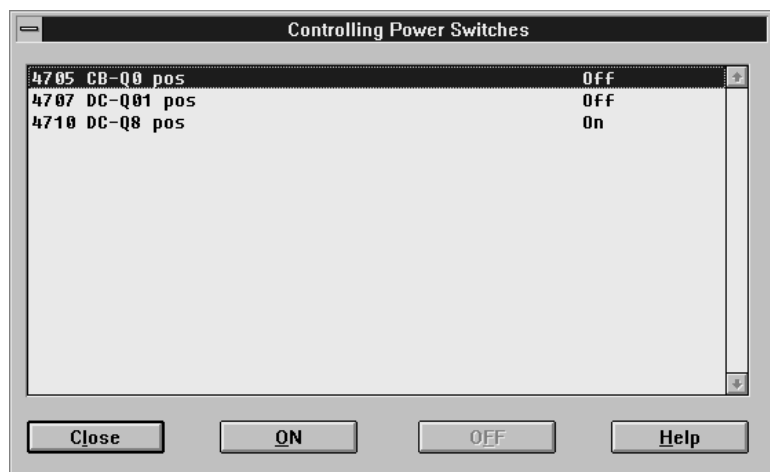 Controlling Power Switches
4705 CB-Q0 pos Off
4707 DC-Q01 pos Off
4710 DC-Q8 pos On
Close ON OFF Help